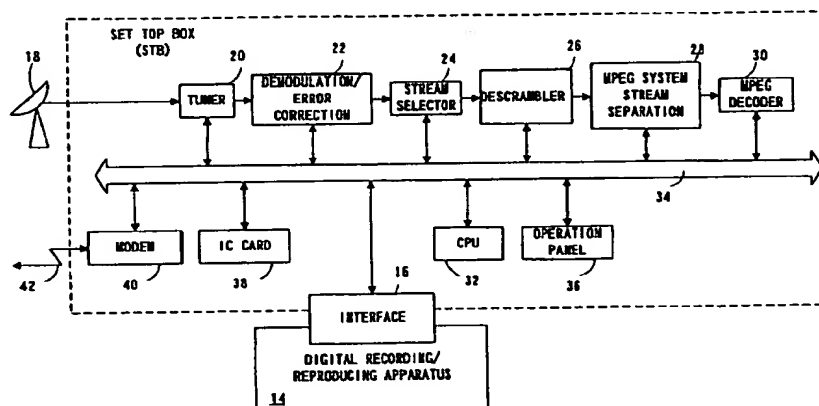 SET TOP BOX
(STB)
18
20
22
24
26
28
30
TUNER
DEMODULATION/
ERROR
CORRECTION
STREAM
SELECTOR
DESCRAMBLER
MPEG SYSTEM
STREAM
SEPARATION
MPEG
DECODER
34
MODEM
IC CARD
CPU
OPERATION
PANEL
42
40
38
32
36
16
INTERFACE
DIGITAL RECORDING/
REPRODUCING APPARATUS
14